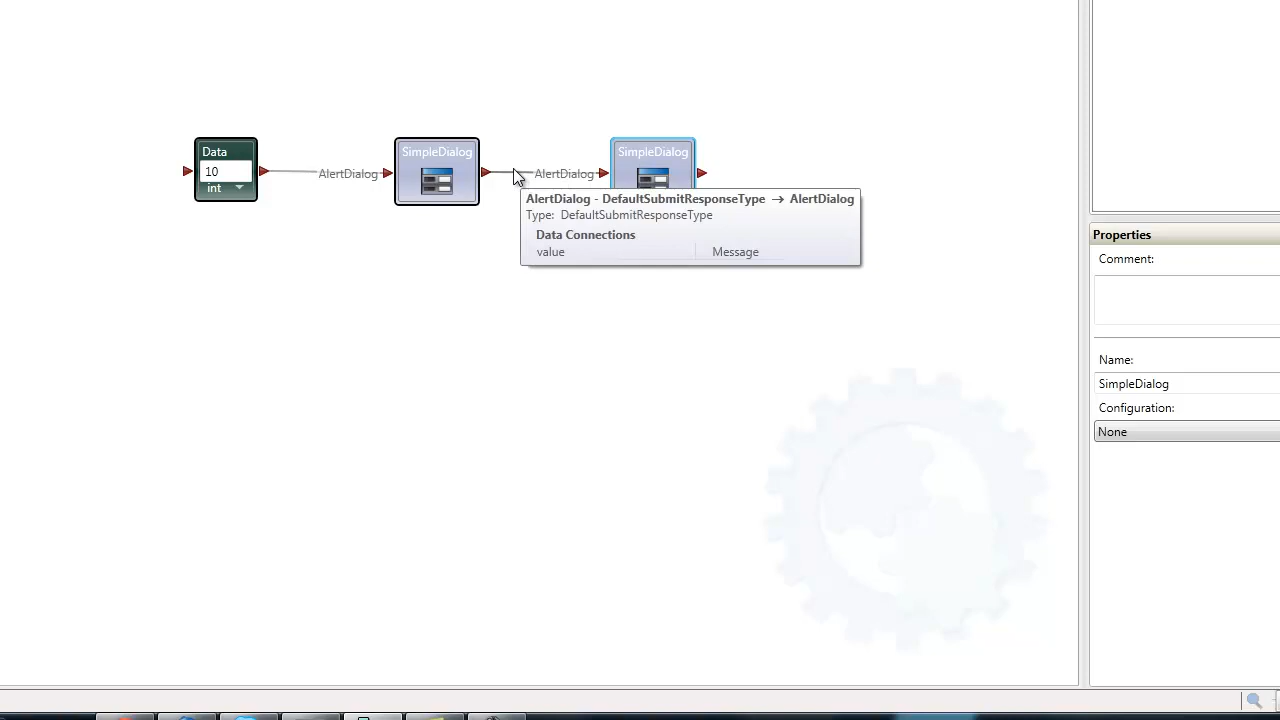 Data
10
int
AlertDialog
SimpleDialog
AlertDialog
SimpleDialog
AlertDialog - DefaultSubmitResponseType → AlertDialog
Type: DefaultSubmitResponseType
Data Connections
value Message
Properties
Comment:
Name:
SimpleDialog
Configuration:
None